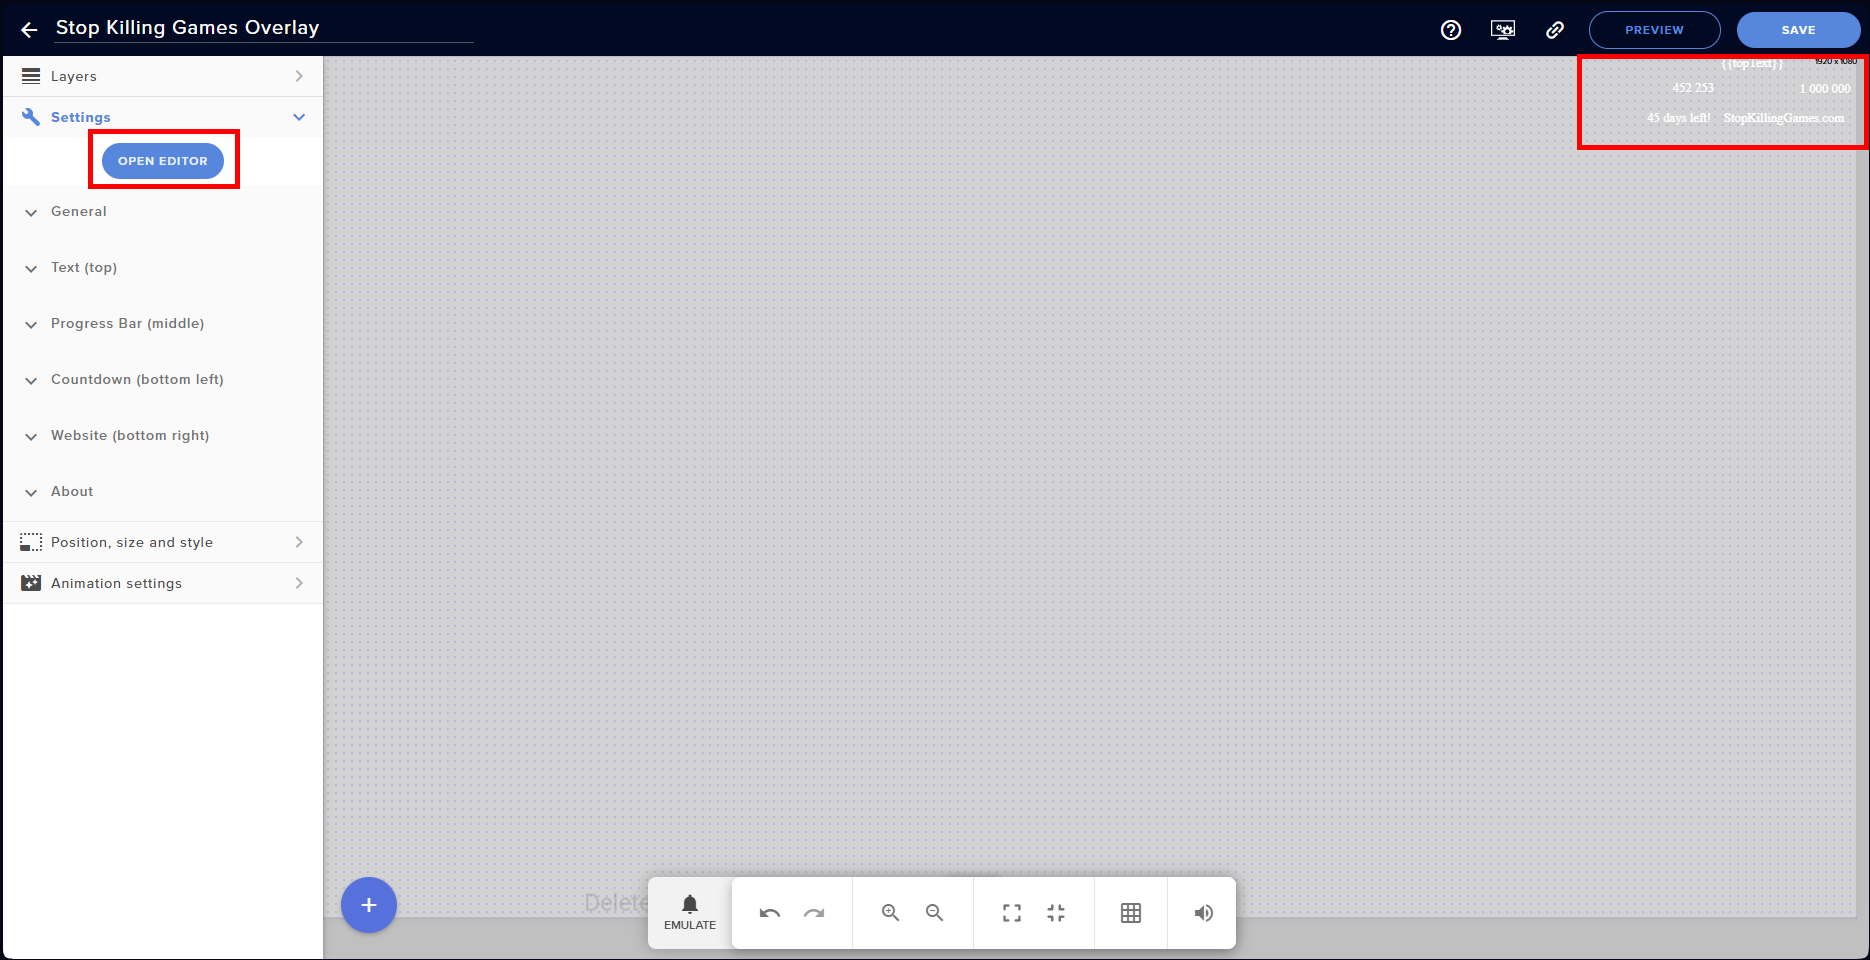 Stop Killing Games Overlay
PREVIEW
SAVE
Layers
Settings
OPEN EDITOR
General
Text (top)
Progress Bar (middle)
Countdown (bottom left)
Website (bottom right)
About
Position, size and style
Animation settings
{{topText}}
1920 x 1080
452 253
1 000 000
45 days left!
StopKillingGames.com
Delete
EMULATE